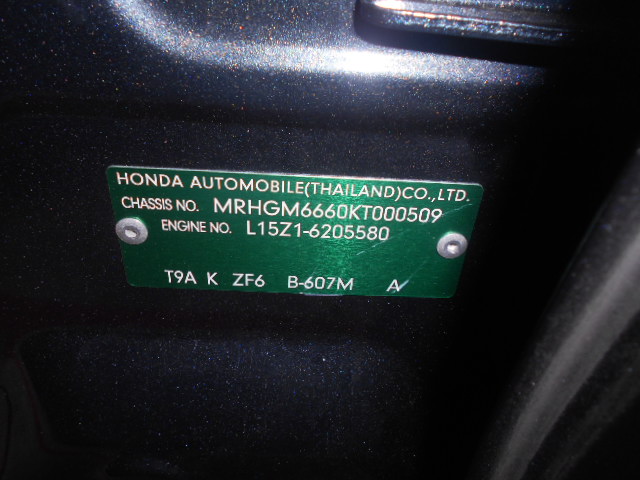 HONDA AUTOMOBILE(THAILAND)CO.,LTD.
CHASSIS NO. MRHGM6660KT000509
ENGINE NO. L15Z1-6205580
T9A K ZF6 B-607M A